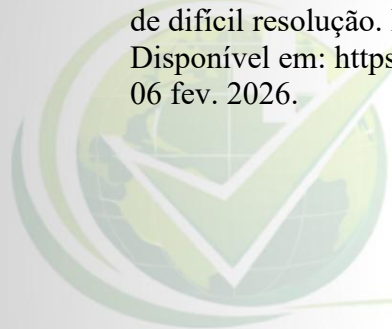 de difícil resolução.
Disponível em: https
06 fev. 2026.